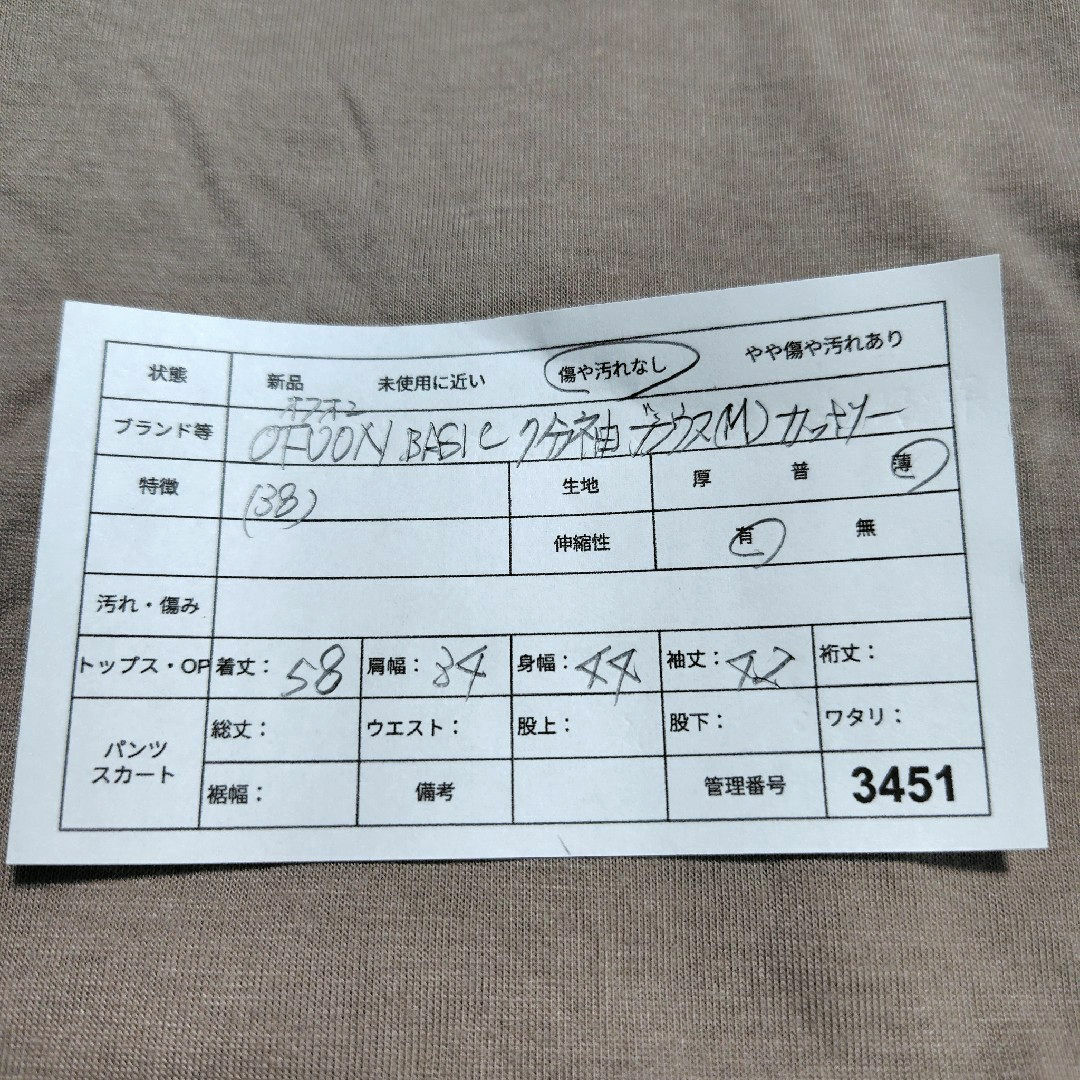 状態 新品 未使用に近い 傷や汚れなし やや傷や汚れあり
オフオン
ブランド等 OFUON BASIC 7分袖 ブラウス(M) カットソー
特徴 (38) 生地 厚 普 薄
伸縮性 有 無
汚れ・傷み
トップス・OP 着丈：58 肩幅：34 身幅：44 袖丈：42 裄丈：
パンツ スカート
総丈： ウエスト： 股上： 股下： ワタリ：
裾幅： 備考 管理番号 3451